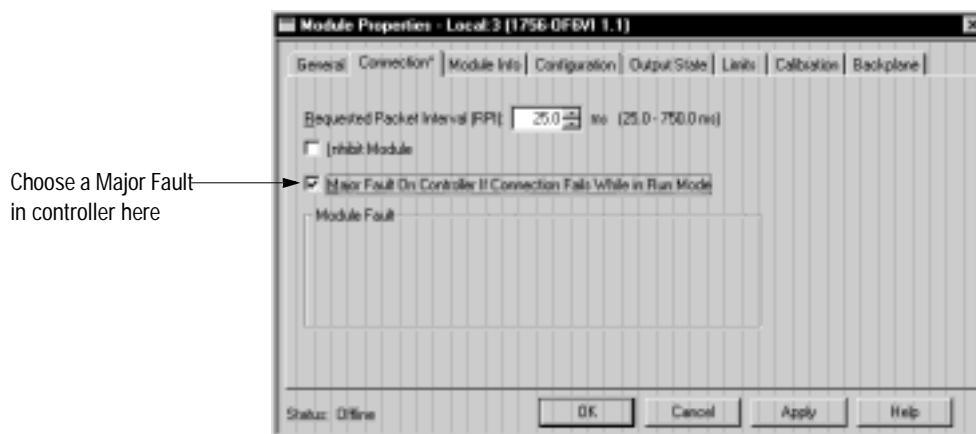 Module Properties - Local:3 (1756-OF6VI 1.1)
General Connection* Module Info Configuration Output State Limits Calibration Backplane
Requested Packet Interval (RPI): 25.0 ms (25.0 - 750.0 ms)
Inhibit Module
Choose a Major Fault
in controller here
Major Fault On Controller If Connection Fails While in Run Mode
Module Fault
Status: Offline OK Cancel Apply Help